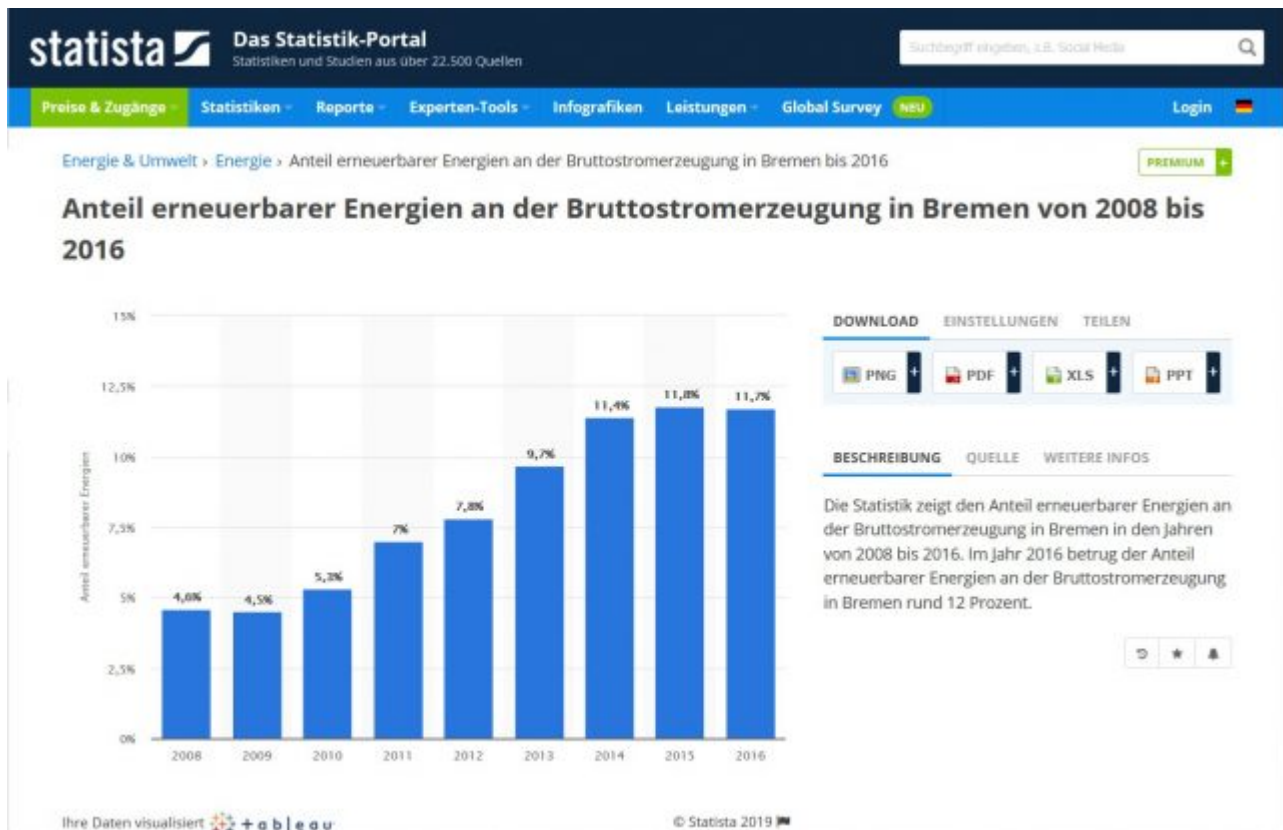 statista
Das Statistik-Portal
Statistiken und Studien aus über 22.500 Quellen
Suchbegriff eingeben, z.B. Social Media
Preise & Zugänge
Statistiken
Reporte
Experten-Tools
Infografiken
Leistungen
Global Survey
NEU
Login
Energie & Umwelt › Energie › Anteil erneuerbarer Energien an der Bruttostromerzeugung in Bremen bis 2016
PREMIUM +
Anteil erneuerbarer Energien an der Bruttostromerzeugung in Bremen von 2008 bis
2016
15%
12,5%
10%
7,5%
5%
2,5%
0%
Anteil erneuerbarer Energien
4,6%
4,5%
5,3%
7%
7,8%
9,7%
11,4%
11,8%
11,7%
2008
2009
2010
2011
2012
2013
2014
2015
2016
Ihre Daten visualisiert
+ableau
© Statista 2019
DOWNLOAD
EINSTELLUNGEN
TEILEN
PNG +
PDF +
XLS +
PPT +
BESCHREIBUNG
QUELLE
WEITERE INFOS
Die Statistik zeigt den Anteil erneuerbarer Energien an
der Bruttostromerzeugung in Bremen in den Jahren
von 2008 bis 2016. Im Jahr 2016 betrug der Anteil
erneuerbarer Energien an der Bruttostromerzeugung
in Bremen rund 12 Prozent.